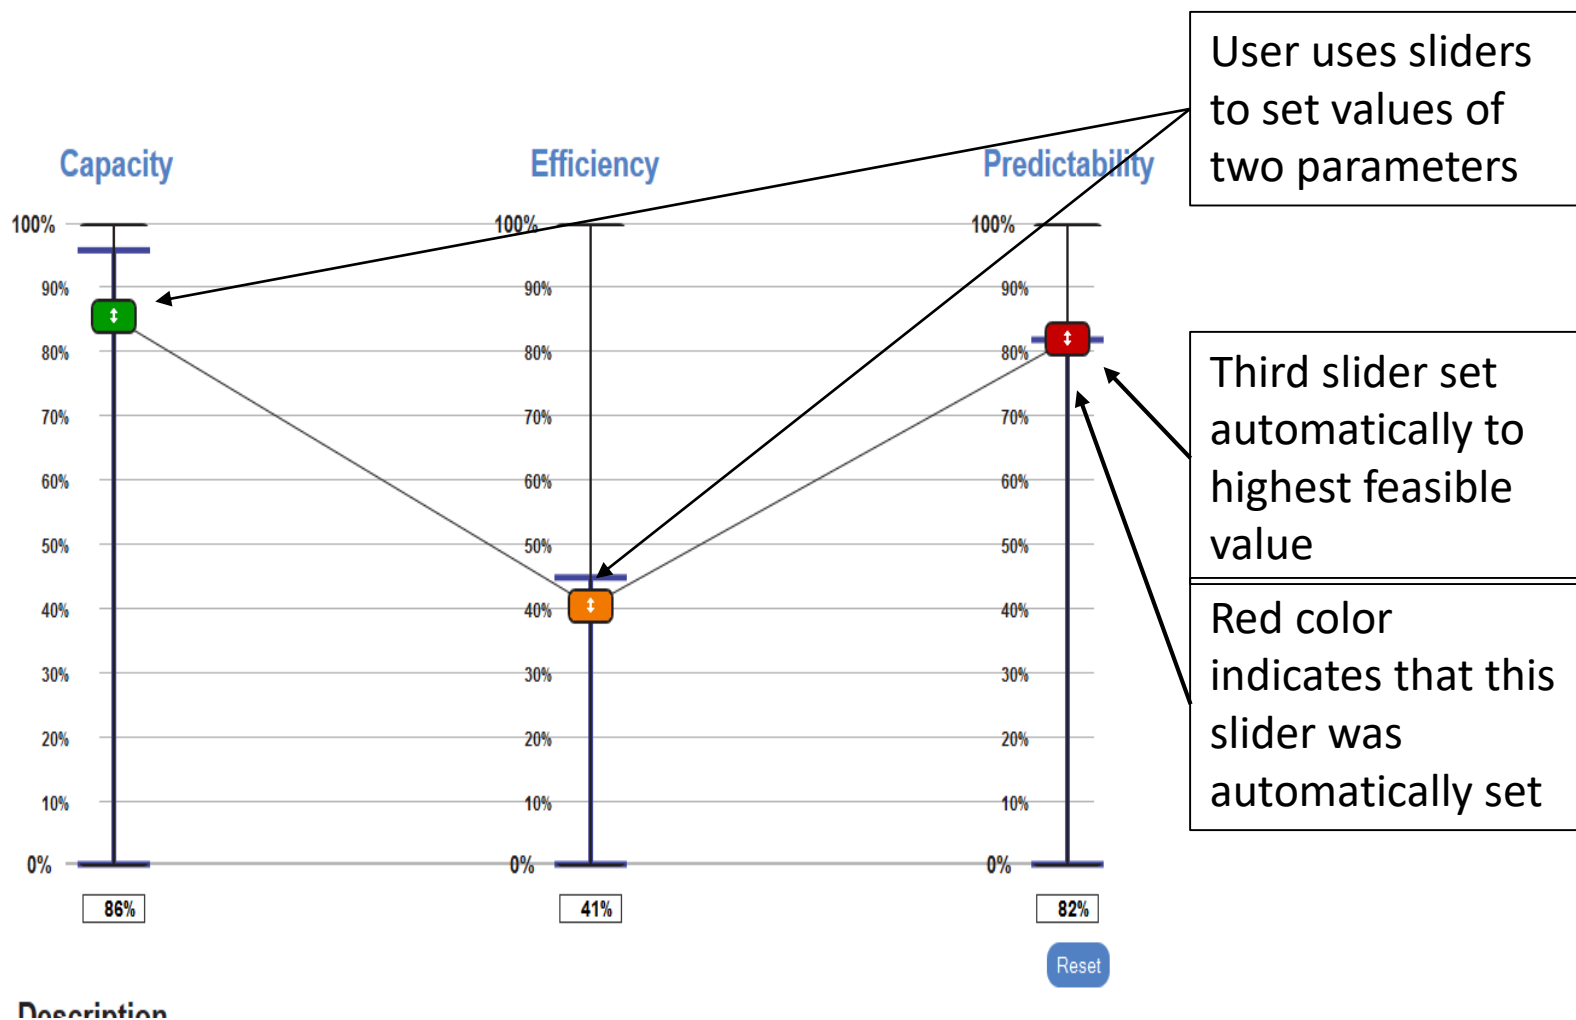 User uses sliders
to set values of
two parameters
Capacity
Efficiency
Predictability
100%
90%
80%
70%
60%
50%
40%
30%
20%
10%
0%
86%
100%
90%
80%
70%
60%
50%
40%
30%
20%
10%
0%
41%
100%
90%
80%
70%
60%
50%
40%
30%
20%
10%
0%
82%
Reset
Third slider set
automatically to
highest feasible
value
Red color
indicates that this
slider was
automatically set
Description